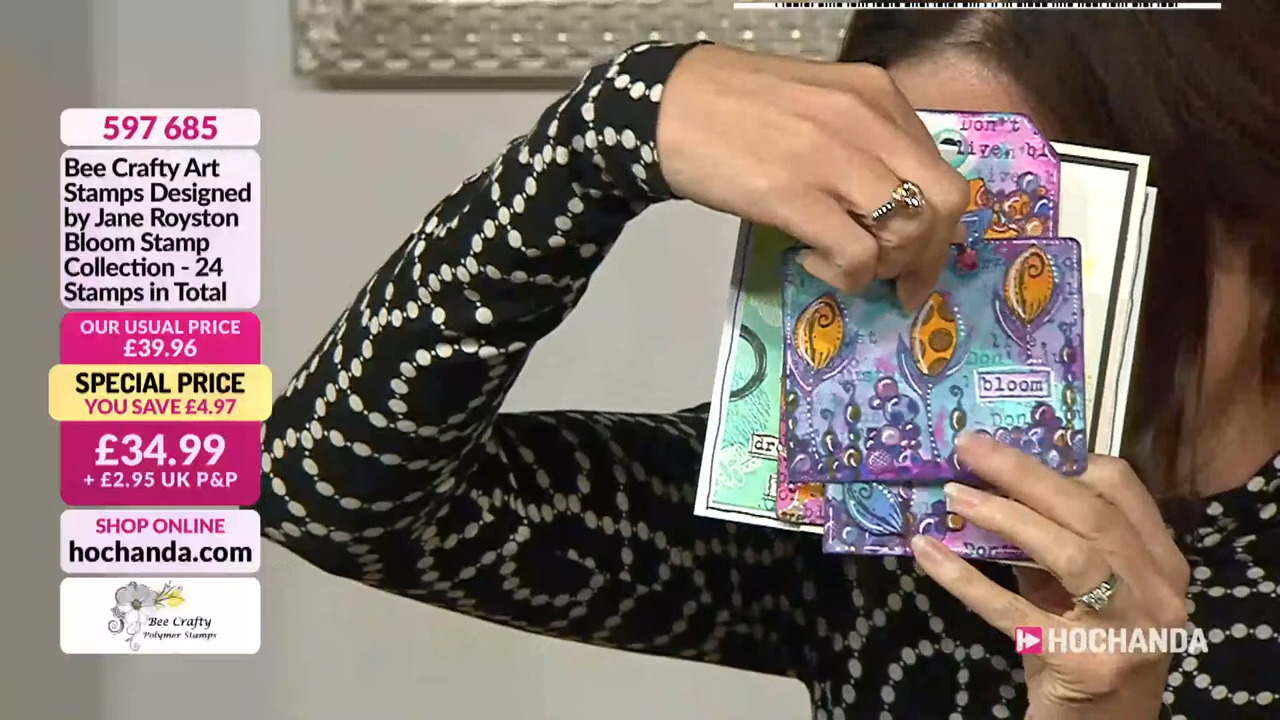 597 685
Bee Crafty Art
Stamps Designed
by Jane Royston
Bloom Stamp
Collection - 24
Stamps in Total
OUR USUAL PRICE
£39.96
SPECIAL PRICE
YOU SAVE £4.97
£34.99
+ £2.95 UK P&P
SHOP ONLINE
hochanda.com
Bee Crafty
Polymer Stamps
Don't
bloom
Don
HOCHANDA